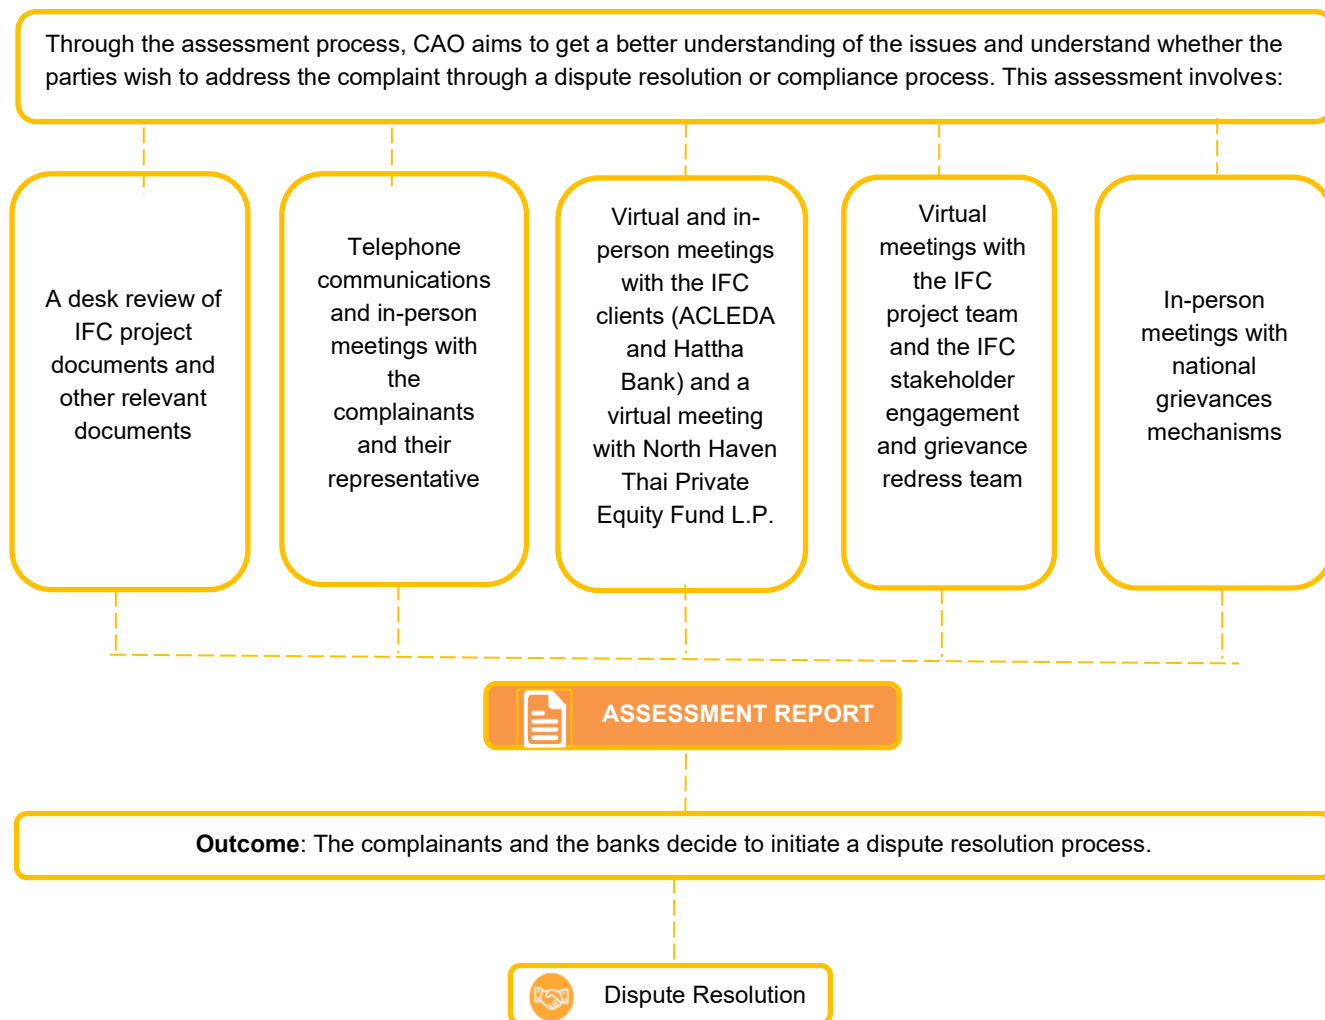 Through the assessment process, CAO aims to get a better understanding of the issues and understand whether the
parties wish to address the complaint through a dispute resolution or compliance process. This assessment involves:
A desk review of
IFC project
documents and
other relevant
documents
Telephone
communications
and in-person
meetings with
the
complainants
and their
representative
Virtual and in-
person meetings
with the IFC
clients (ACLEDA
and Hattha
Bank) and a
virtual meeting
with North Haven
Thai Private
Equity Fund L.P.
Virtual
meetings with
the IFC
project team
and the IFC
stakeholder
engagement
and grievance
redress team
In-person
meetings with
national
grievances
mechanisms
ASSESSMENT REPORT
Outcome: The complainants and the banks decide to initiate a dispute resolution process.
Dispute Resolution